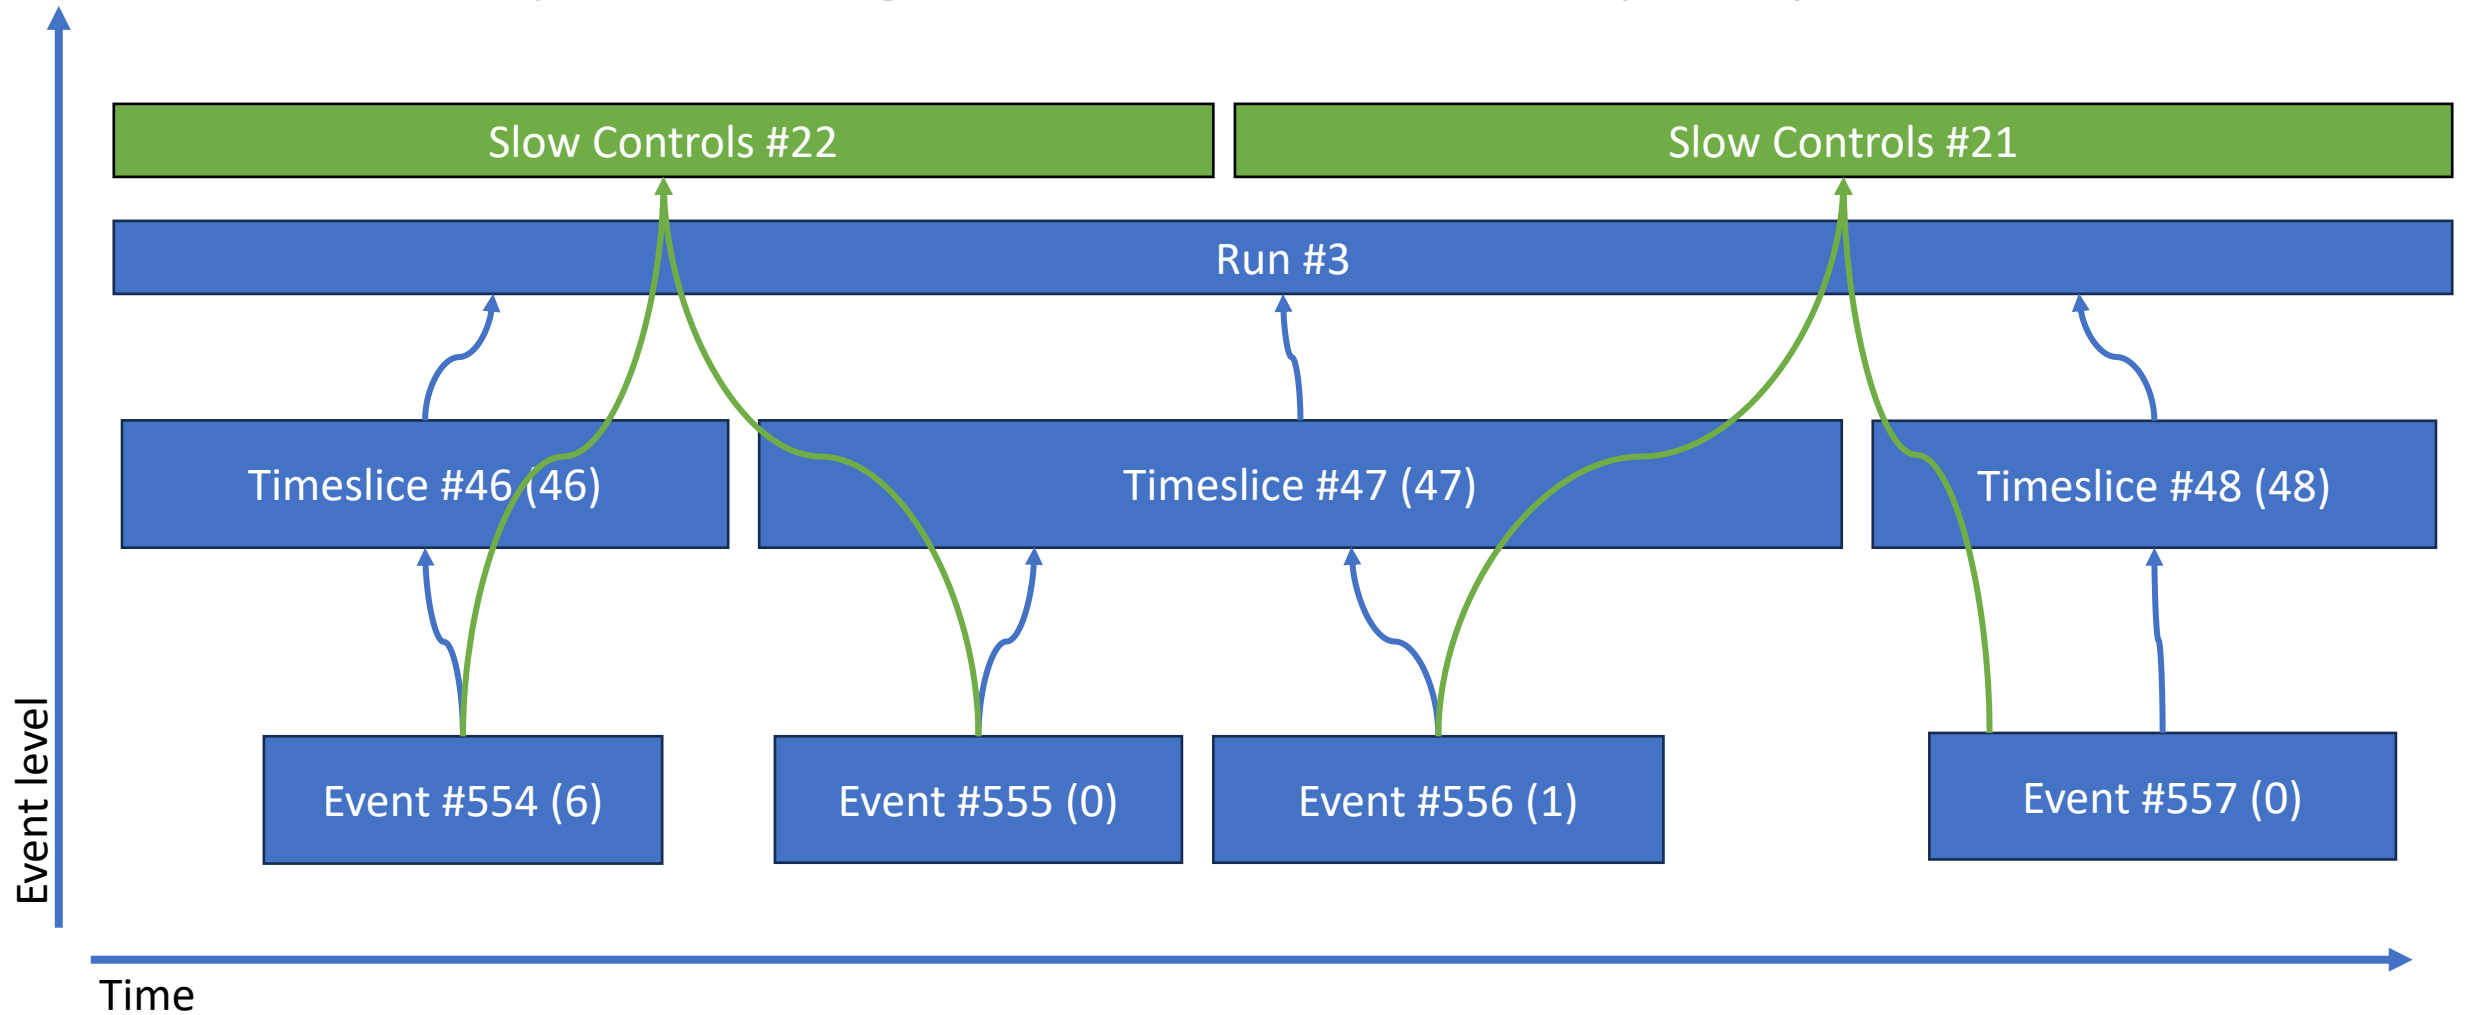 Slow Controls #22
Slow Controls #21
Run #3
Timeslice #46 (46)
Timeslice #47 (47)
Timeslice #48 (48)
Event #554 (6)
Event #555 (0)
Event #556 (1)
Event #557 (0)
Event level
Time